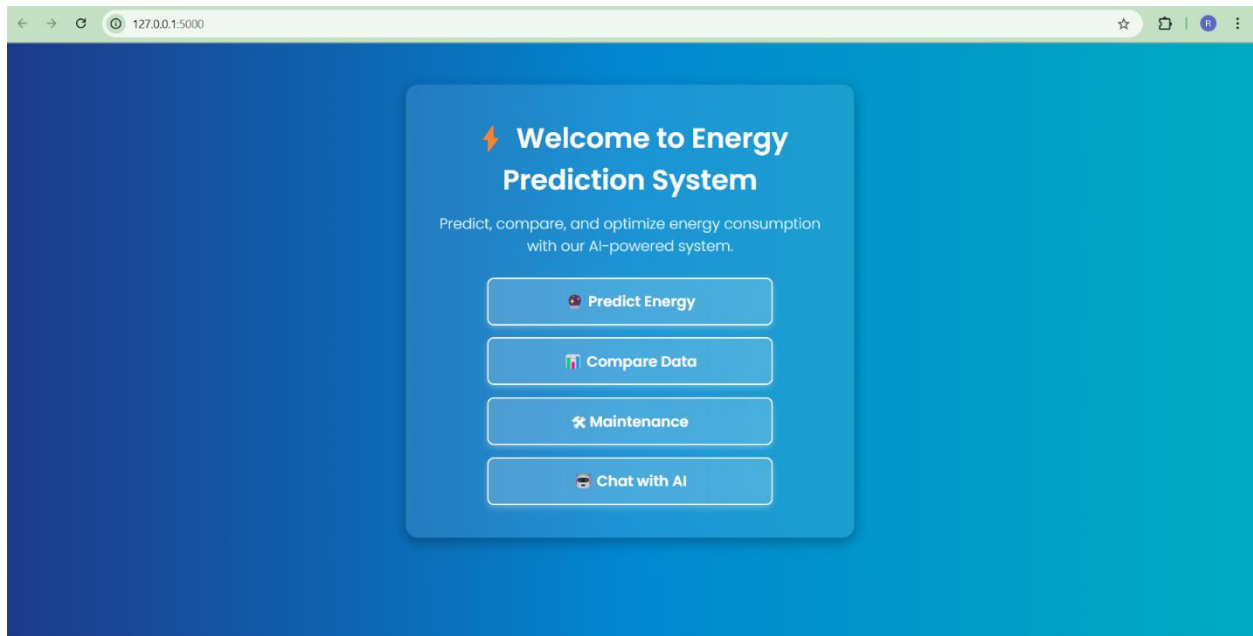 127.0.0.1:5000
R
⚡ Welcome to Energy
Prediction System
Predict, compare, and optimize energy consumption
with our AI-powered system.
🔮 Predict Energy
📊 Compare Data
🛠 Maintenance
🤖 Chat with AI